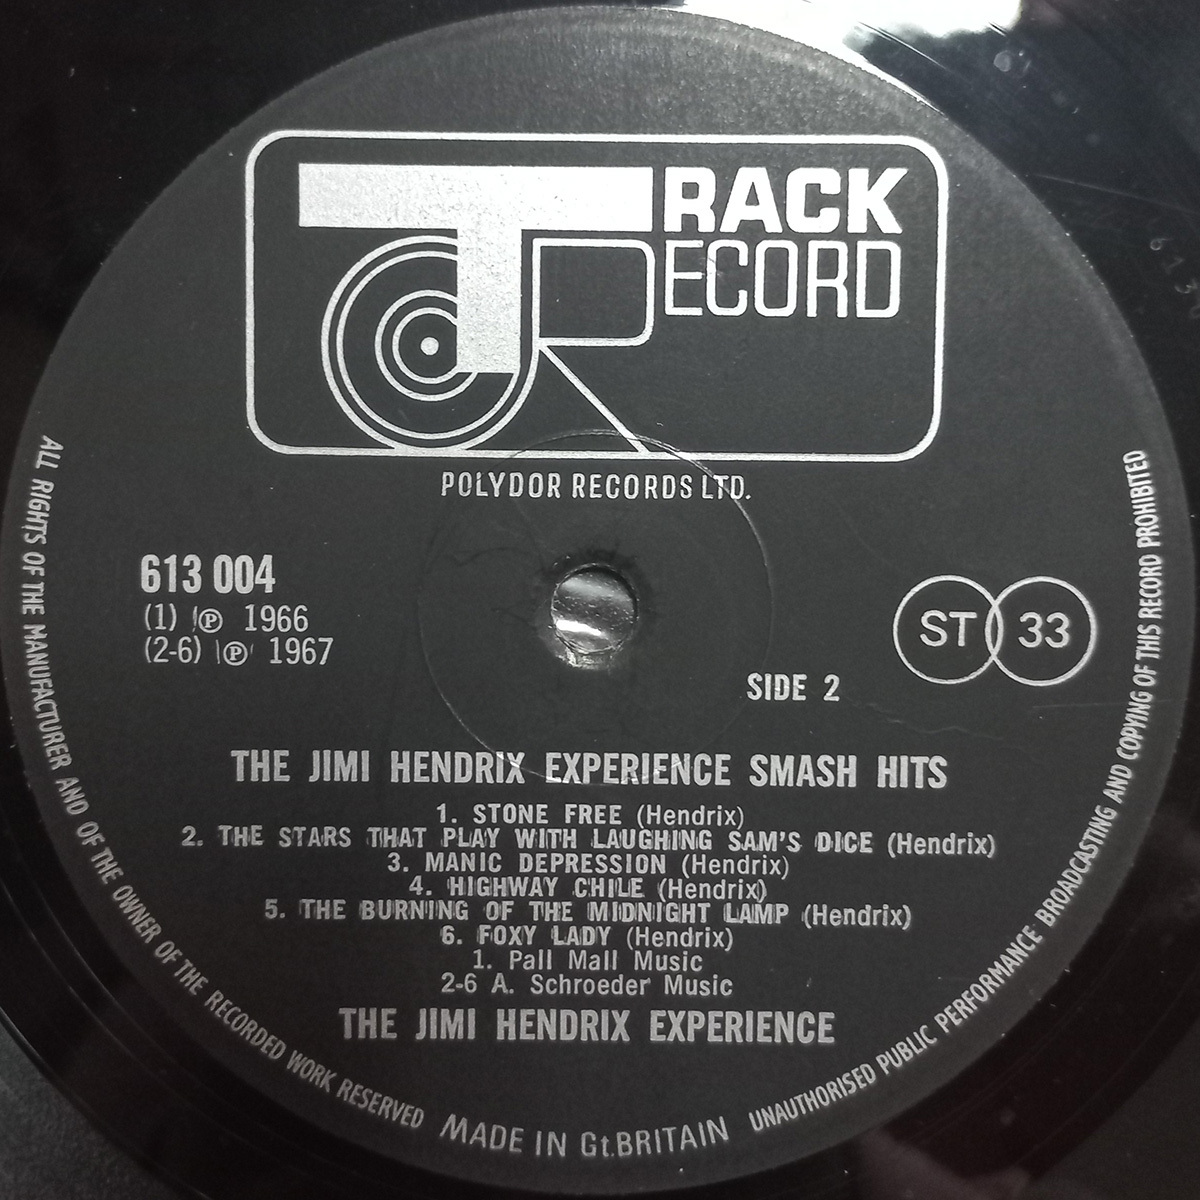 TRACK
RECORD
POLYDOR RECORDS LTD.
613 004
(1) ℗ 1966
(2-6) ℗ 1967
ST 33
SIDE 2
THE JIMI HENDRIX EXPERIENCE SMASH HITS
1. STONE FREE (Hendrix)
2. THE STARS THAT PLAY WITH LAUGHING SAM'S DICE (Hendrix)
3. MANIC DEPRESSION (Hendrix)
4. HIGHWAY CHILE (Hendrix)
5. THE BURNING OF THE MIDNIGHT LAMP (Hendrix)
6. FOXY LADY (Hendrix)
1. Pall Mall Music
2-6 A. Schroeder Music
THE JIMI HENDRIX EXPERIENCE
ALL RIGHTS OF THE MANUFACTURER AND OF THE OWNER OF THE RECORDED WORK RESERVED
MADE IN Gt.BRITAIN
UNAUTHORISED PUBLIC PERFORMANCE BROADCASTING AND COPYING OF THIS RECORD PROHIBITED
613